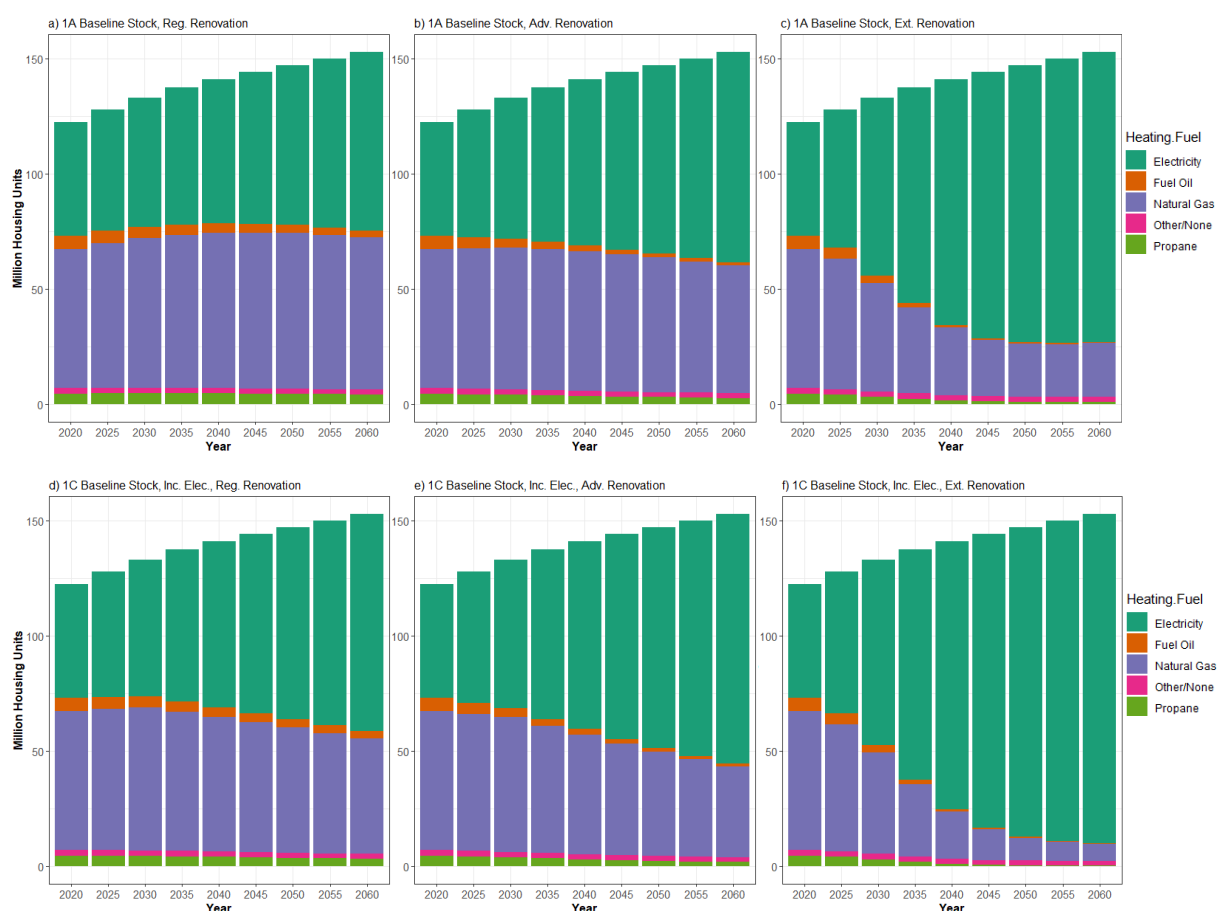 a) 1A Baseline Stock, Reg. Renovation
b) 1A Baseline Stock, Adv. Renovation
c) 1A Baseline Stock, Ext. Renovation
Million Housing Units
150
100
50
0
150
100
50
0
150
100
50
0
2020 2025 2030 2035 2040 2045 2050 2055 2060
2020 2025 2030 2035 2040 2045 2050 2055 2060
2020 2025 2030 2035 2040 2045 2050 2055 2060
Year
Year
Year
Heating.Fuel
Electricity
Fuel Oil
Natural Gas
Other/None
Propane
d) 1C Baseline Stock, Inc. Elec., Reg. Renovation
e) 1C Baseline Stock, Inc. Elec., Adv. Renovation
f) 1C Baseline Stock, Inc. Elec., Ext. Renovation
Million Housing Units
150
100
50
0
150
100
50
0
150
100
50
0
2020 2025 2030 2035 2040 2045 2050 2055 2060
2020 2025 2030 2035 2040 2045 2050 2055 2060
2020 2025 2030 2035 2040 2045 2050 2055 2060
Year
Year
Year
Heating.Fuel
Electricity
Fuel Oil
Natural Gas
Other/None
Propane